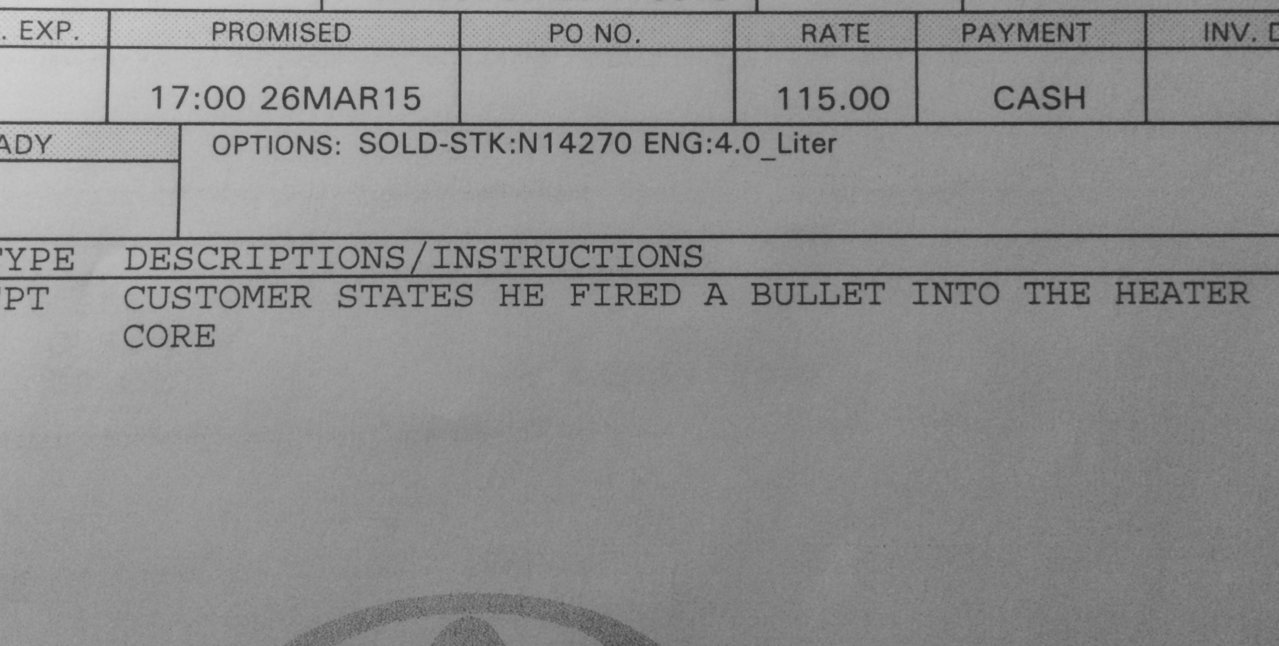 . EXP. PROMISED PO NO. RATE PAYMENT INV.
17:00 26MAR15 115.00 CASH
ADY OPTIONS: SOLD-STK:N14270 ENG:4.0_Liter
TYPE DESCRIPTIONS/INSTRUCTIONS
PT CUSTOMER STATES HE FIRED A BULLET INTO THE HEATER
CORE